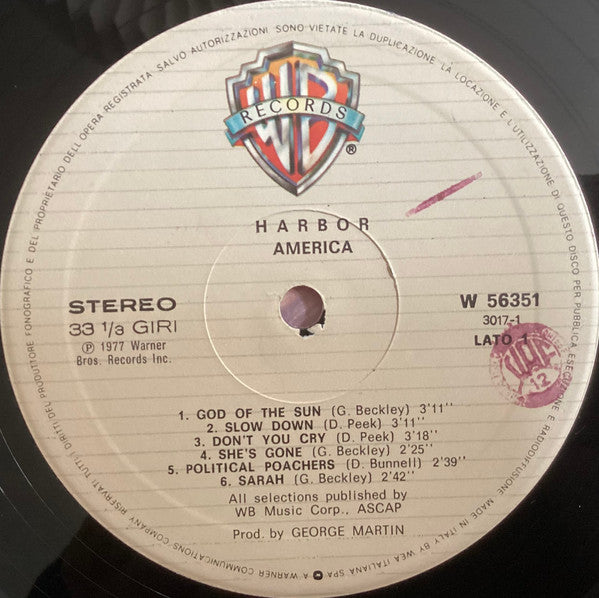 RISERVATI TUTTI I DIRITTI DEL PRODUTTORE FONOGRAFICO E DEL PROPRIETARIO DELL'OPERA REGISTRATA SALVO AUTORIZZAZIONI SONO VIETATE LA DUPLICAZIONE, LA LOCAZIONE E L'UTILIZZAZIONE DI QUESTO DISCO PER PUBBLICA ESECUZIONE E RADIODIFFUSIONE
MADE IN ITALY BY WEA ITALIANA SPA - A WARNER COMMUNICATIONS COMPANY
WB
RECORDS
®
HARBOR
AMERICA
STEREO
33 1/3 GIRI
℗ 1977 Warner
Bros. Records Inc.
W 56351
3017-1
LATO 1
12
1. GOD OF THE SUN (G. Beckley) 3'11''
2. SLOW DOWN (D. Peek) 3'11''
3. DON'T YOU CRY (D. Peek) 3'18''
4. SHE'S GONE (G. Beckley) 2'25''
5. POLITICAL POACHERS (D. Bunnell) 2'39''
6. SARAH (G. Beckley) 2'42''
All selections published by
WB Music Corp., ASCAP
Prod. by GEORGE MARTIN